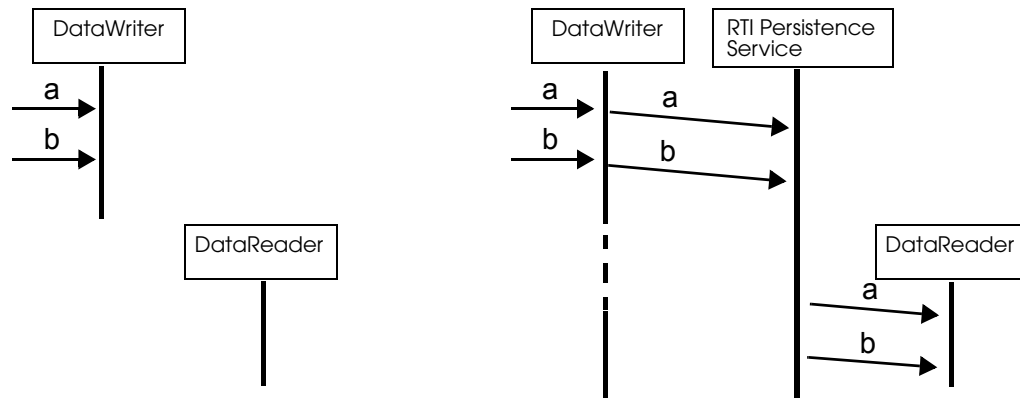 DataWriter
a
b
DataReader
DataWriter
RTI Persistence
Service
a
a
b
b
DataReader
a
b